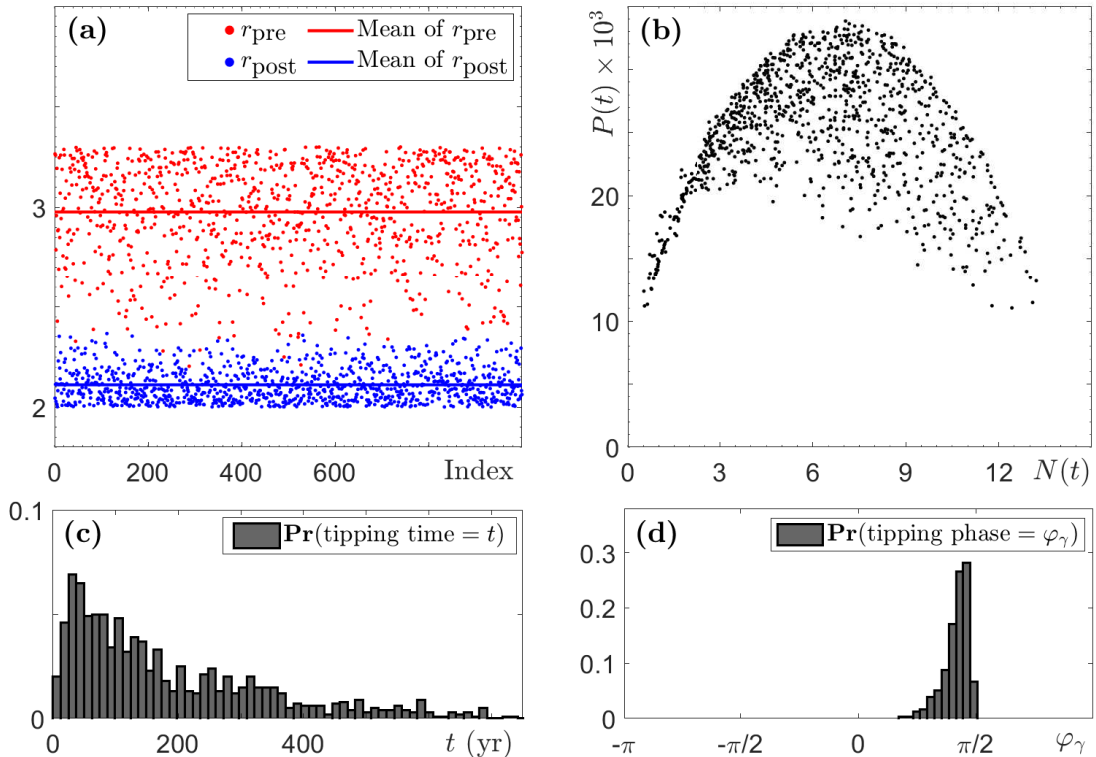 (a)
r_pre Mean of r_pre
r_post Mean of r_post
3
2
0 200 400 600 Index
(b)
P(t) × 10³
20
10
0
0 3 6 9 12 N(t)
(c)
Pr(tipping time = t)
0.1
0
0 200 400 t (yr)
(d)
Pr(tipping phase = φ_γ)
0.3
0.2
0.1
0
-π -π/2 0 π/2 φ_γ